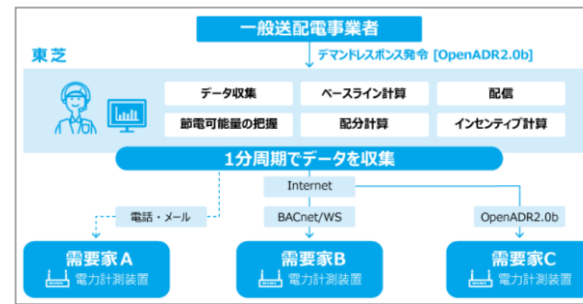 一般送配電事業者
東芝
デマンドレスポンス発令 [OpenADR2.0b]
データ収集
ベースライン計算
配信
節電可能量の把握
配分計算
インセンティブ計算
1分周期でデータを収集
Internet
電話・メール
BACnet/WS
OpenADR2.0b
需要家A
電力計測装置
需要家B
電力計測装置
需要家C
電力計測装置